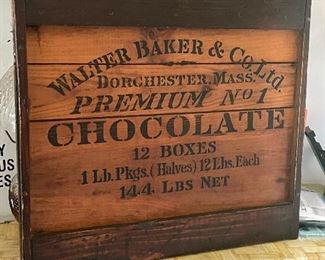 WALTER BAKER & Co. Ltd.
DORCHESTER, MASS.
PREMIUM No 1
CHOCOLATE
12 BOXES
1 Lb. Pkgs. (Halves) 12 Lbs. Each
144 LBS NET